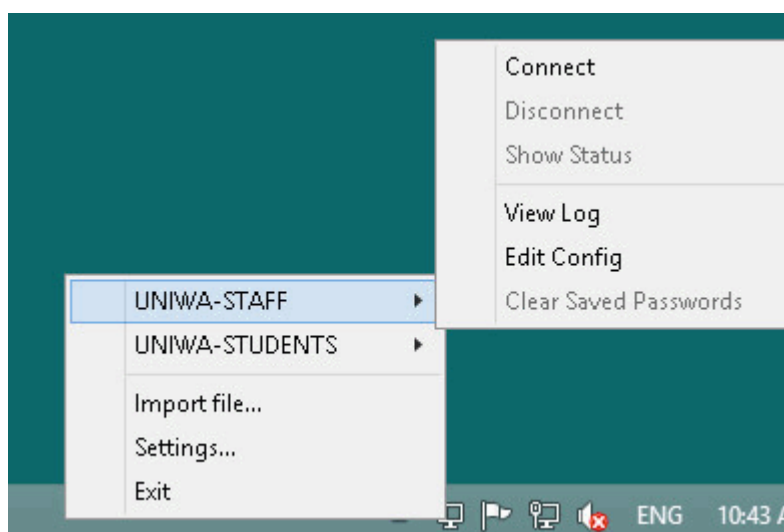 Connect
Disconnect
Show Status
View Log
Edit Config
Clear Saved Passwords
UNIWA-STAFF
UNIWA-STUDENTS
Import file...
Settings...
Exit
ENG 10:43 A